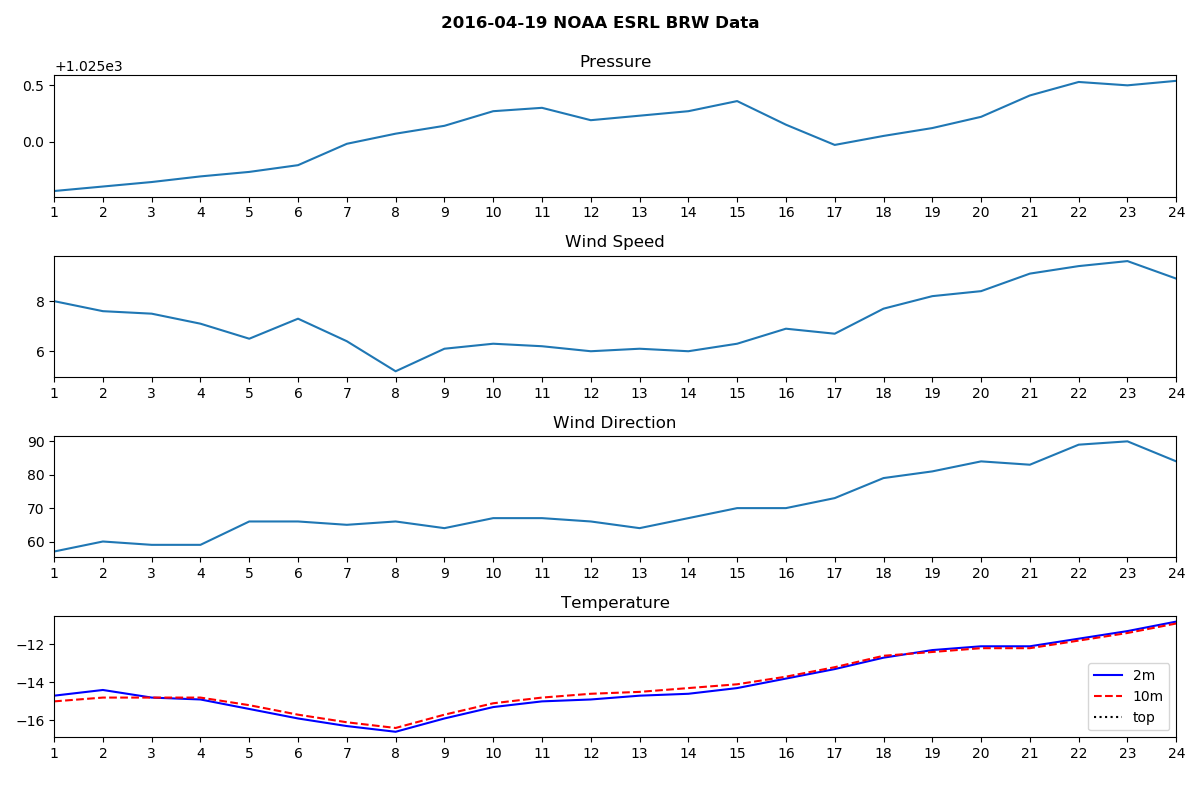 2016-04-19 NOAA ESRL BRW Data
Pressure
+1.025e3
0.5
0.0
1 2 3 4 5 6 7 8 9 10 11 12 13 14 15 16 17 18 19 20 21 22 23 24
Wind Speed
8
6
1 2 3 4 5 6 7 8 9 10 11 12 13 14 15 16 17 18 19 20 21 22 23 24
Wind Direction
90
80
70
60
1 2 3 4 5 6 7 8 9 10 11 12 13 14 15 16 17 18 19 20 21 22 23 24
Temperature
−12
−14
−16
2m
10m
top
1 2 3 4 5 6 7 8 9 10 11 12 13 14 15 16 17 18 19 20 21 22 23 24